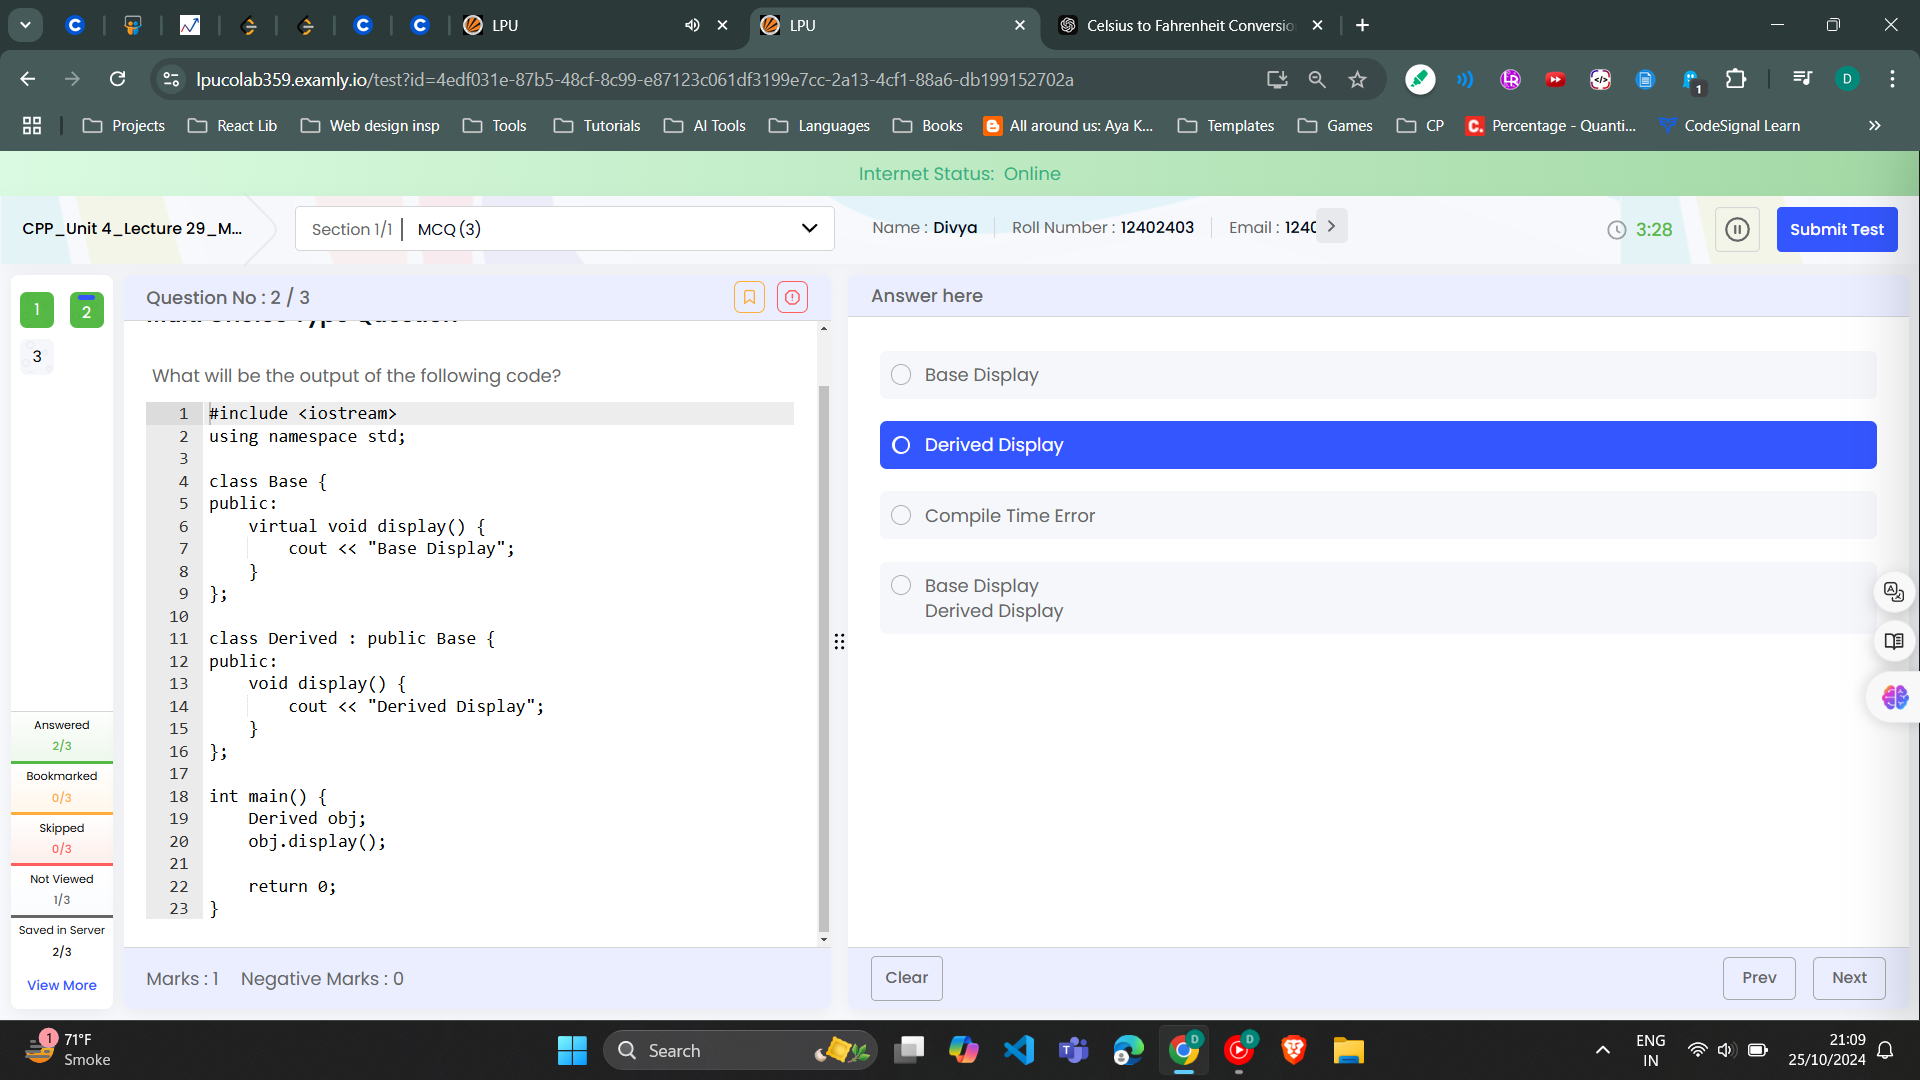 LPU
LPU
Celsius to Fahrenheit Conversio
lpucolab359.examly.io/test?id=4edf031e-87b5-48cf-8c99-e87123c061df3199e7cc-2a13-4cf1-88a6-db199152702a
1
D
Projects
React Lib
Web design insp
Tools
Tutorials
AI Tools
Languages
Books
All around us: Aya K...
Templates
Games
CP
Percentage - Quanti...
CodeSignal Learn
Internet Status: Online
CPP_Unit 4_Lecture 29_M...
Section 1/1 | MCQ (3)
Name : Divya
Roll Number : 12402403
Email : 1240
3:28
Submit Test
1
2
3
Question No : 2 / 3
Answer here
What will be the output of the following code?
1 #include <iostream>
2 using namespace std;
3
4 class Base {
5 public:
6 virtual void display() {
7 cout << "Base Display";
8 }
9 };
10
11 class Derived : public Base {
12 public:
13 void display() {
14 cout << "Derived Display";
15 }
16 };
17
18 int main() {
19 Derived obj;
20 obj.display();
21
22 return 0;
23 }
Base Display
Derived Display
Compile Time Error
Base Display
Derived Display
Answered
2/3
Bookmarked
0/3
Skipped
0/3
Not Viewed
1/3
Saved in Server
2/3
View More
Marks : 1
Negative Marks : 0
Clear
Prev
Next
1
71°F
Smoke
Search
D
D
ENG
IN
21:09
25/10/2024